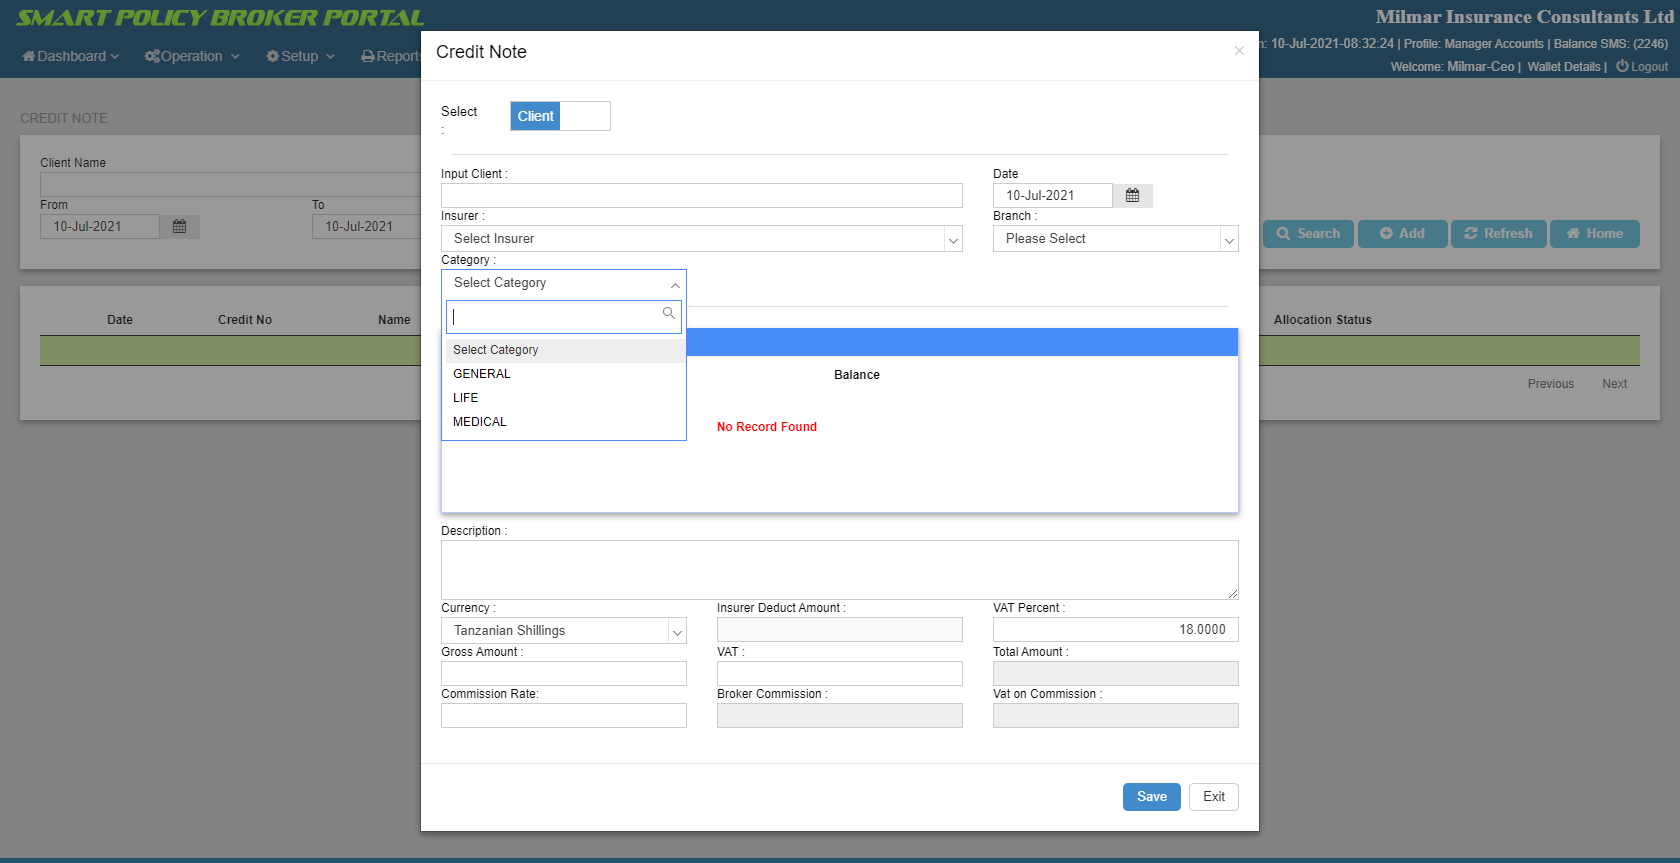 SMART POLICY BROKER PORTAL
Milmar Insurance Consultants Ltd
Dashboard Operation Setup Reports
: 10-Jul-2021-08:32:24 | Profile: Manager Accounts | Balance SMS: (2246)
Welcome: Milmar-Ceo | Wallet Details | Logout
CREDIT NOTE
Client Name
From To
10-Jul-2021 10-Jul-2021
Search Add Refresh Home
Date Credit No Name Allocation Status
Previous Next
Credit Note ×
Select : Client
Input Client : Date
10-Jul-2021
Insurer : Branch :
Select Insurer Please Select
Category :
Select Category
Select Category
GENERAL
LIFE
MEDICAL
Balance
No Record Found
Description :
Currency : Insurer Deduct Amount : VAT Percent :
Tanzanian Shillings 18.0000
Gross Amount : VAT : Total Amount :
Commission Rate: Broker Commission : Vat on Commission :
Save Exit